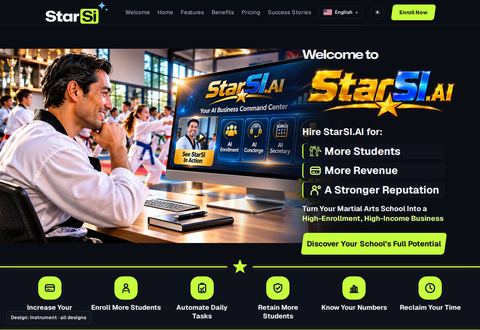 StarSi
Welcome
Home
Features
Benefits
Pricing
Success Stories
English
Enroll Now
Welcome to
StarSI.AI
Hire StarSI.AI for:
More Students
More Revenue
A Stronger Reputation
Turn Your Martial Arts School Into a
High-Enrollment, High-Income Business
Discover Your School's Full Potential
StarSI.AI
Your AI Business Command Center
AI
Enrollment
AI
Concierge
AI
Secretary
See StarSI
In Action
Increase Your
Enroll More Students
Automate Daily
Tasks
Retain More
Students
Know Your Numbers
Reclaim Your Time
Design: Instrument · all designs